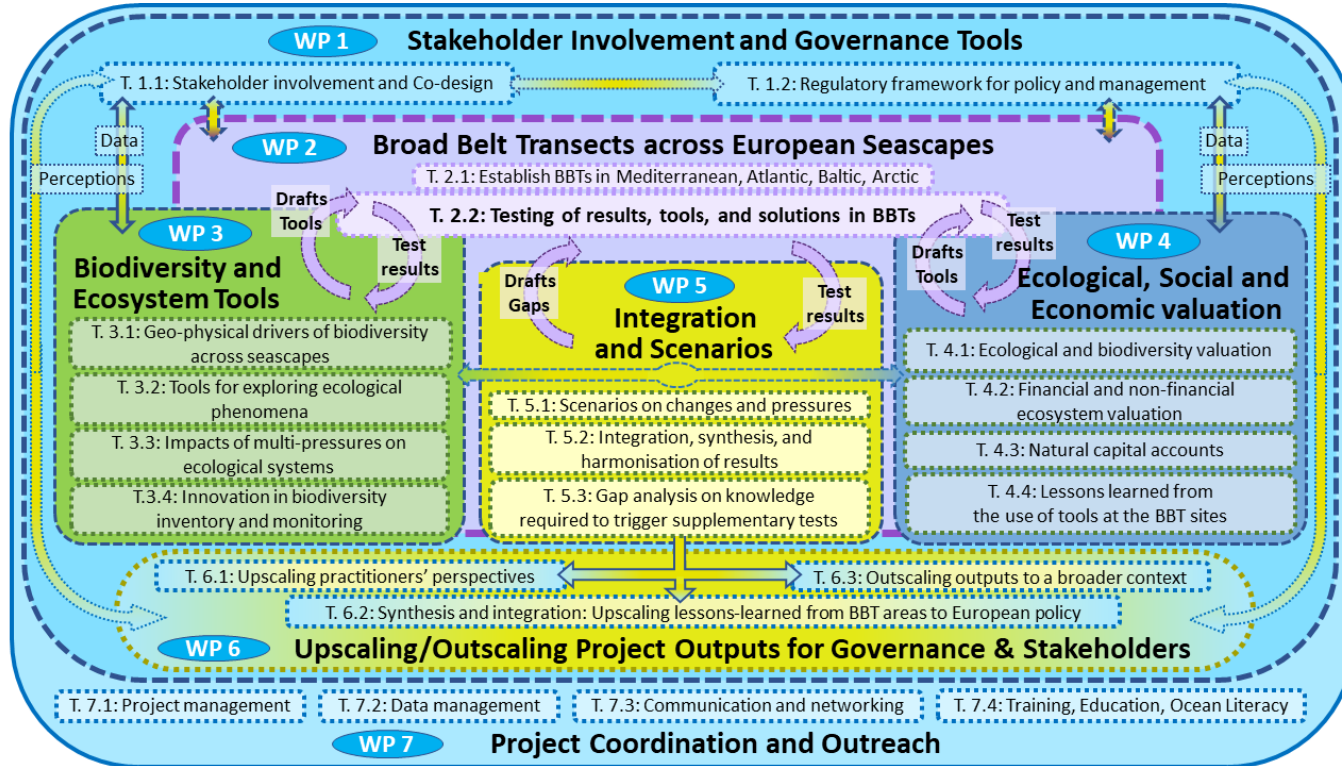 WP 1 Stakeholder Involvement and Governance Tools
T. 1.1: Stakeholder involvement and Co-design
T. 1.2: Regulatory framework for policy and management
Data
Perceptions
Data
Perceptions
WP 2 Broad Belt Transects across European Seascapes
T. 2.1: Establish BBTs in Mediterranean, Atlantic, Baltic, Arctic
T. 2.2: Testing of results, tools, and solutions in BBTs
Drafts
Tools
Test
results
Drafts
Gaps
Test
results
Drafts
Tools
Test
results
WP 3
Biodiversity and
Ecosystem Tools
T. 3.1: Geo-physical drivers of biodiversity
across seascapes
T. 3.2: Tools for exploring ecological
phenomena
T. 3.3: Impacts of multi-pressures on
ecological systems
T.3.4: Innovation in biodiversity
inventory and monitoring
WP 5
Integration
and Scenarios
T. 5.1: Scenarios on changes and pressures
T. 5.2: Integration, synthesis, and
harmonisation of results
T. 5.3: Gap analysis on knowledge
required to trigger supplementary tests
WP 4
Ecological, Social and
Economic valuation
T. 4.1: Ecological and biodiversity valuation
T. 4.2: Financial and non-financial
ecosystem valuation
T. 4.3: Natural capital accounts
T. 4.4: Lessons learned from
the use of tools at the BBT sites
T. 6.1: Upscaling practitioners' perspectives
T. 6.3: Outscaling outputs to a broader context
T. 6.2: Synthesis and integration: Upscaling lessons-learned from BBT areas to European policy
WP 6 Upscaling/Outscaling Project Outputs for Governance & Stakeholders
T. 7.1: Project management
T. 7.2: Data management
T. 7.3: Communication and networking
T. 7.4: Training, Education, Ocean Literacy
WP 7 Project Coordination and Outreach